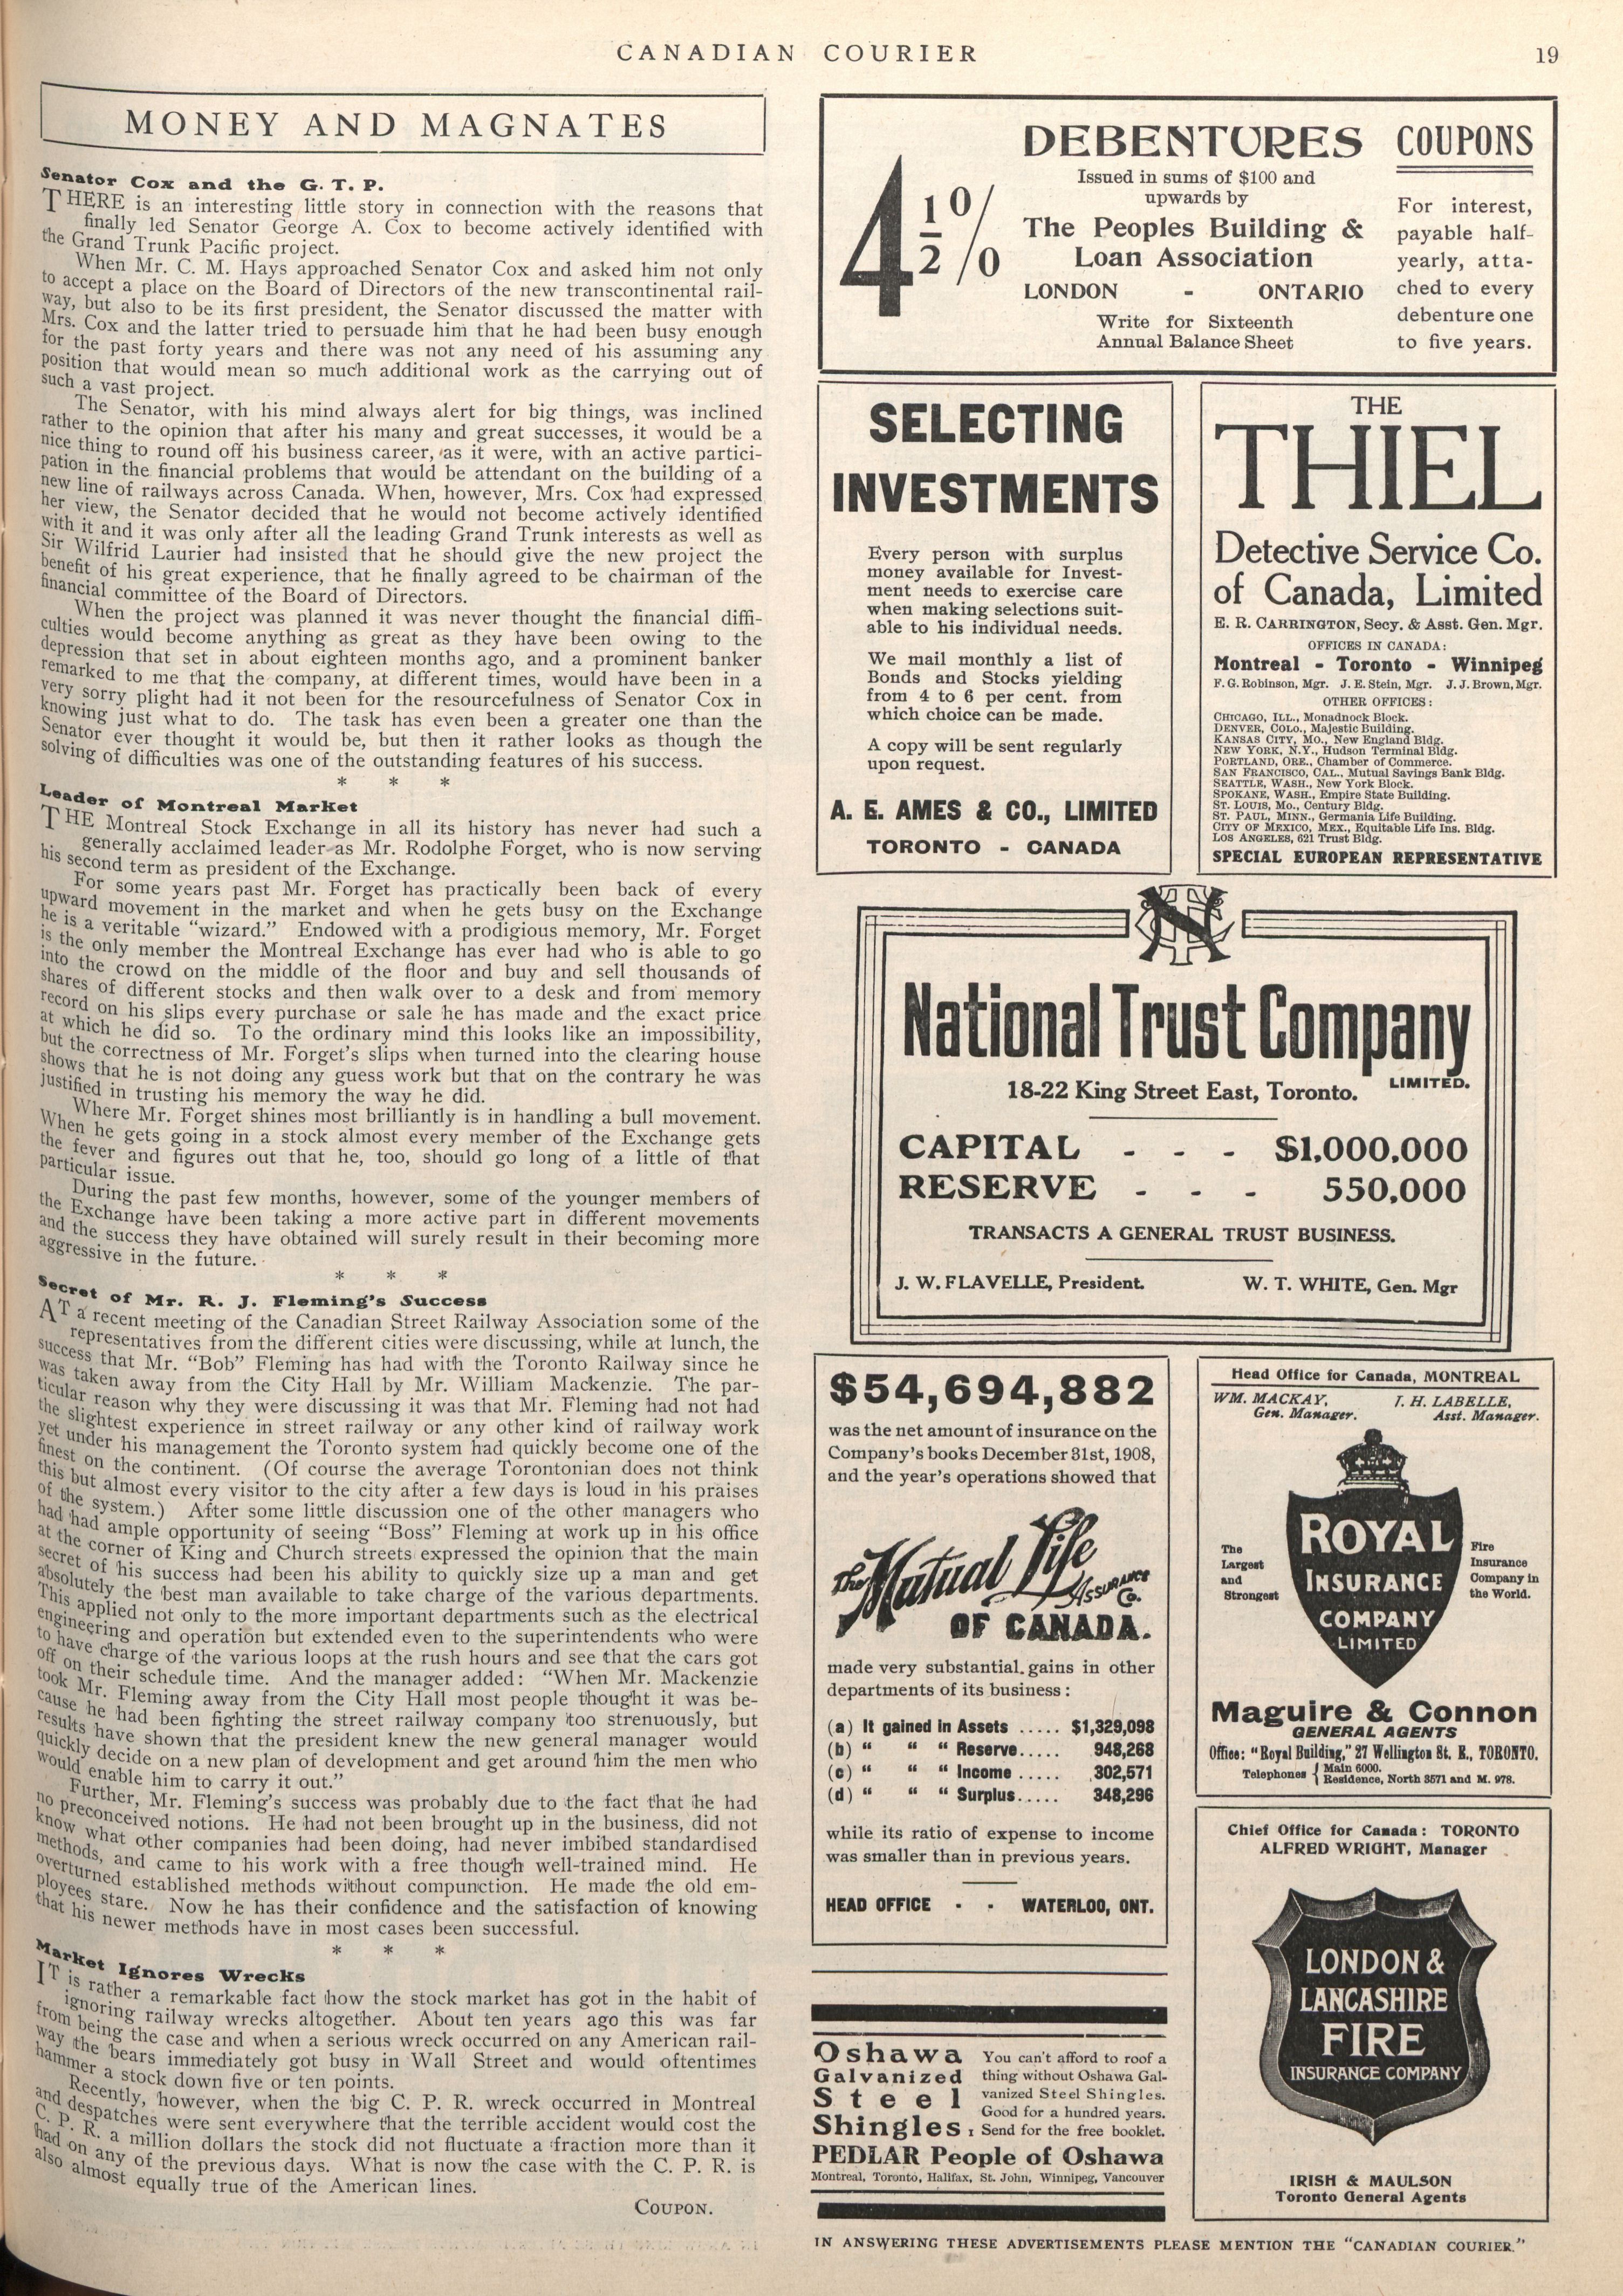 CANADIAN COURIER
19
MONEY AND MAGNATES
Senator Cox and the G. T. P.
THERE is an interesting little story in connection with the reasons that
finally led Senator George A. Cox to become actively identified with
the Grand Trunk Pacific project.
When Mr. C. M. Hays approached Senator Cox and asked him not only
to accept a place on the Board of Directors of the new transcontinental rail-
way, but also to be its first president, the Senator discussed the matter with
Mrs. Cox and the latter tried to persuade him that he had been busy enough
for the past forty years and there was not any need of his assuming any
position that would mean so much additional work as the carrying out of
such a vast project.
The Senator, with his mind always alert for big things, was inclined
rather to the opinion that after his many and great successes, it would be a
nice thing to round off his business career, as it were, with an active partici-
pation in the financial problems that would be attendant on the building of a
new line of railways across Canada. When, however, Mrs. Cox had expressed
her view, the Senator decided that he would not become actively identified
with it and it was only after all the leading Grand Trunk interests as well as
Sir Wilfrid Laurier had insisted that he should give the new project the
benefit of his great experience, that he finally agreed to be chairman of the
financial committee of the Board of Directors.
When the project was planned it was never thought the financial diffi-
culties would become anything as great as they have been owing to the
depression that set in about eighteen months ago, and a prominent banker
remarked to me that the company, at different times, would have been in a
very sorry plight had it not been for the resourcefulness of Senator Cox in
knowing just what to do. The task has even been a greater one than the
Senator ever thought it would be, but then it rather looks as though the
solving of difficulties was one of the outstanding features of his success.
* * *
Leader of Montreal Market
THE Montreal Stock Exchange in all its history has never had such a
generally acclaimed leader as Mr. Rodolphe Forget, who is now serving
his second term as president of the Exchange.
For some years past Mr. Forget has practically been back of every
upward movement in the market and when he gets busy on the Exchange
he is a veritable "wizard." Endowed with a prodigious memory, Mr. Forget
is the only member the Montreal Exchange has ever had who is able to go
into the crowd on the middle of the floor and buy and sell thousands of
shares of different stocks and then walk over to a desk and from memory
record on his slips every purchase or sale he has made and the exact price
at which he did so. To the ordinary mind this looks like an impossibility,
but the correctness of Mr. Forget's slips when turned into the clearing house
shows that he is not doing any guess work but that on the contrary he was
justified in trusting his memory the way he did.
Where Mr. Forget shines most brilliantly is in handling a bull movement.
When he gets going in a stock almost every member of the Exchange gets
the fever and figures out that he, too, should go long of a little of that
particular issue.
During the past few months, however, some of the younger members of
the Exchange have been taking a more active part in different movements
and the success they have obtained will surely result in their becoming more
aggressive in the future.
* * *
Secret of Mr. R. J. Fleming's Success
AT a recent meeting of the Canadian Street Railway Association some of the
representatives from the different cities were discussing, while at lunch, the
success that Mr. "Bob" Fleming has had with the Toronto Railway since he
was taken away from the City Hall by Mr. William Mackenzie. The par-
ticular reason why they were discussing it was that Mr. Fleming had not had
the slightest experience in street railway or any other kind of railway work
yet under his management the Toronto system had quickly become one of the
finest on the continent. (Of course the average Torontonian does not think
this but almost every visitor to the city after a few days is loud in his praises
of the system.) After some little discussion one of the other managers who
had had ample opportunity of seeing "Boss" Fleming at work up in his office
at the corner of King and Church streets expressed the opinion that the main
secret of his success had been his ability to quickly size up a man and get
absolutely the best man available to take charge of the various departments.
This applied not only to the more important departments such as the electrical
engineering and operation but extended even to the superintendents who were
to have charge of the various loops at the rush hours and see that the cars got
off on their schedule time. And the manager added: "When Mr. Mackenzie
took Mr. Fleming away from the City Hall most people thought it was be-
cause he had been fighting the street railway company too strenuously, but
results have shown that the president knew the new general manager would
quickly decide on a new plan of development and get around him the men who
would enable him to carry it out."
Further, Mr. Fleming's success was probably due to the fact that he had
no preconceived notions. He had not been brought up in the business, did not
know what other companies had been doing, had never imbibed standardised
methods, and came to his work with a free though well-trained mind. He
overturned established methods without compunction. He made the old em-
ployees stare. Now he has their confidence and the satisfaction of knowing
that his newer methods have in most cases been successful.
* * *
Market Ignores Wrecks
IT is rather a remarkable fact how the stock market has got in the habit of
ignoring railway wrecks altogether. About ten years ago this was far
from being the case and when a serious wreck occurred on any American rail-
way the bears immediately got busy in Wall Street and would oftentimes
hammer a stock down five or ten points.
Recently, however, when the big C. P. R. wreck occurred in Montreal
and despatches were sent everywhere that the terrible accident would cost the
C. P. R. a million dollars the stock did not fluctuate a fraction more than it
had on any of the previous days. What is now the case with the C. P. R. is
also almost equally true of the American lines.
COUPON.
4 1/2 %
DEBENTURES
Issued in sums of $100 and
upwards by
The Peoples Building &
Loan Association
LONDON - ONTARIO
Write for Sixteenth
Annual Balance Sheet
COUPONS
For interest,
payable half-
yearly, atta-
ched to every
debenture one
to five years.
SELECTING
INVESTMENTS
Every person with surplus
money available for Invest-
ment needs to exercise care
when making selections suit-
able to his individual needs.
We mail monthly a list of
Bonds and Stocks yielding
from 4 to 6 per cent. from
which choice can be made.
A copy will be sent regularly
upon request.
A. E. AMES & CO., LIMITED
TORONTO - CANADA
THE
THIEL
Detective Service Co.
of Canada, Limited
E. R. CARRINGTON, Secy. & Asst. Gen. Mgr.
OFFICES IN CANADA:
Montreal - Toronto - Winnipeg
F. G. Robinson, Mgr. J. E. Stein, Mgr. J. J. Brown, Mgr.
OTHER OFFICES:
CHICAGO, ILL., Monadnock Block.
DENVER, COLO., Majestic Building.
KANSAS CITY, MO., New England Bldg.
NEW YORK, N.Y., Hudson Terminal Bldg.
PORTLAND, ORE., Chamber of Commerce.
SAN FRANCISCO, CAL., Mutual Savings Bank Bldg.
SEATTLE, WASH., New York Block.
SPOKANE, WASH., Empire State Building.
ST. LOUIS, MO., Century Bldg.
ST. PAUL, MINN., Germania Life Building.
CITY OF MEXICO, MEX., Equitable Life Ins. Bldg.
LOS ANGELES, 621 Trust Bldg.
SPECIAL EUROPEAN REPRESENTATIVE
National Trust Company
LIMITED.
18-22 King Street East, Toronto.
CAPITAL - - - $1,000,000
RESERVE - - - 550,000
TRANSACTS A GENERAL TRUST BUSINESS.
J. W. FLAVELLE, President. W. T. WHITE, Gen. Mgr
$54,694,882
was the net amount of insurance on the
Company's books December 31st, 1908,
and the year's operations showed that
The Mutual Life
Assurance Co.
OF CANADA.
made very substantial gains in other
departments of its business:
(a) It gained in Assets ..... $1,329,098
(b) " " " Reserve..... 948,268
(c) " " " Income ..... 302,571
(d) " " " Surplus..... 348,296
while its ratio of expense to income
was smaller than in previous years.
HEAD OFFICE - - WATERLOO, ONT.
Head Office for Canada, MONTREAL
WM. MACKAY, J. H. LABELLE,
Gen. Manager. Asst. Manager.
The
Largest
and
Strongest
ROYAL
INSURANCE
COMPANY
LIMITED
Fire
Insurance
Company in
the World.
Maguire & Connon
GENERAL AGENTS
Office: "Royal Building," 27 Wellington St. E., TORONTO.
Telephones { Main 6000.
Residence, North 3571 and M. 978.
Oshawa
Galvanized
Steel
Shingles,
You can't afford to roof a
thing without Oshawa Gal-
vanized Steel Shingles.
Good for a hundred years.
Send for the free booklet.
PEDLAR People of Oshawa
Montreal, Toronto, Halifax, St. John, Winnipeg, Vancouver
Chief Office for Canada: TORONTO
ALFRED WRIGHT, Manager
LONDON &
LANCASHIRE
FIRE
INSURANCE COMPANY
IRISH & MAULSON
Toronto General Agents
IN ANSWERING THESE ADVERTISEMENTS PLEASE MENTION THE "CANADIAN COURIER."